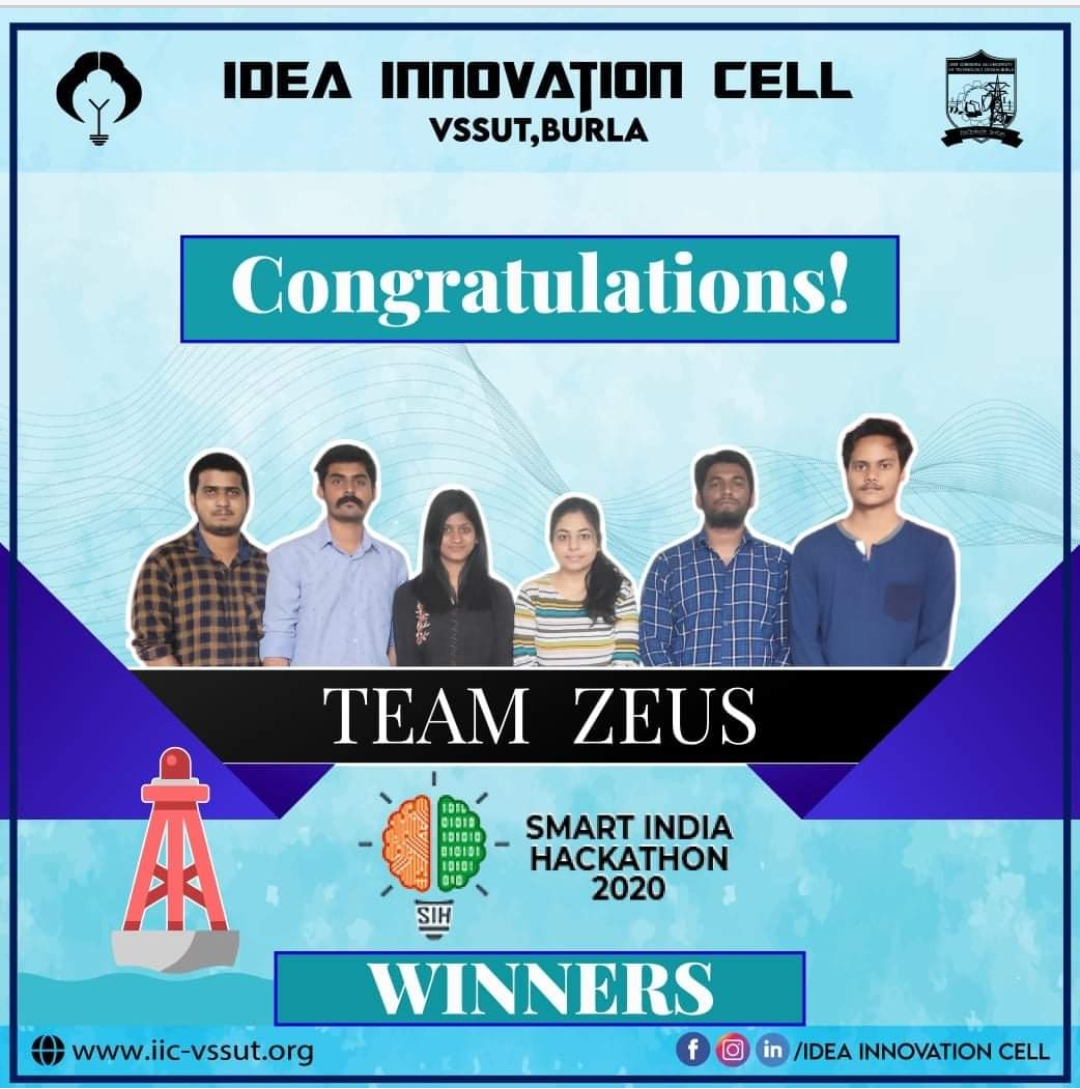 IDEA INNOVATION CELL
VSSUT,BURLA
Congratulations!
TEAM ZEUS
SMART INDIA
HACKATHON
2020
SIH
WINNERS
www.iic-vssut.org
f in /IDEA INNOVATION CELL